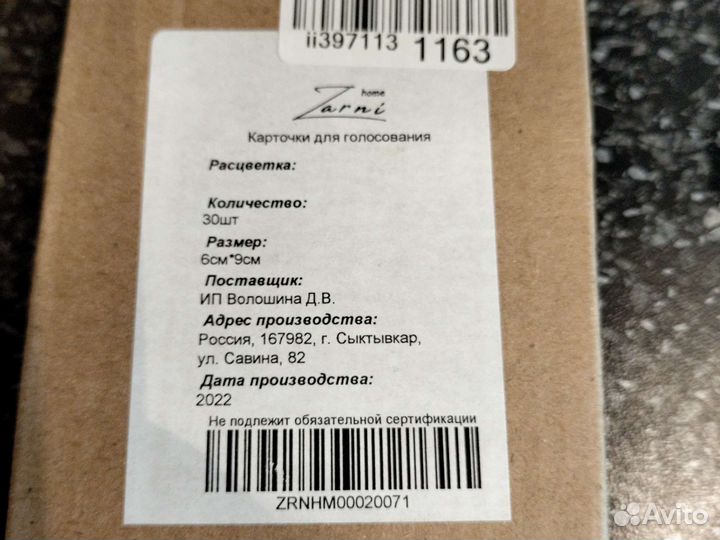 ii397113 1163
home
Zarni
Карточки для голосования
Расцветка:
Количество:
30шт
Размер:
6см*9см
Поставщик:
ИП Волошина Д.В.
Адрес производства:
Россия, 167982, г. Сыктывкар,
ул. Савина, 82
Дата производства:
2022
Не подлежит обязательной сертификации
ZRNHM00020071
Avito